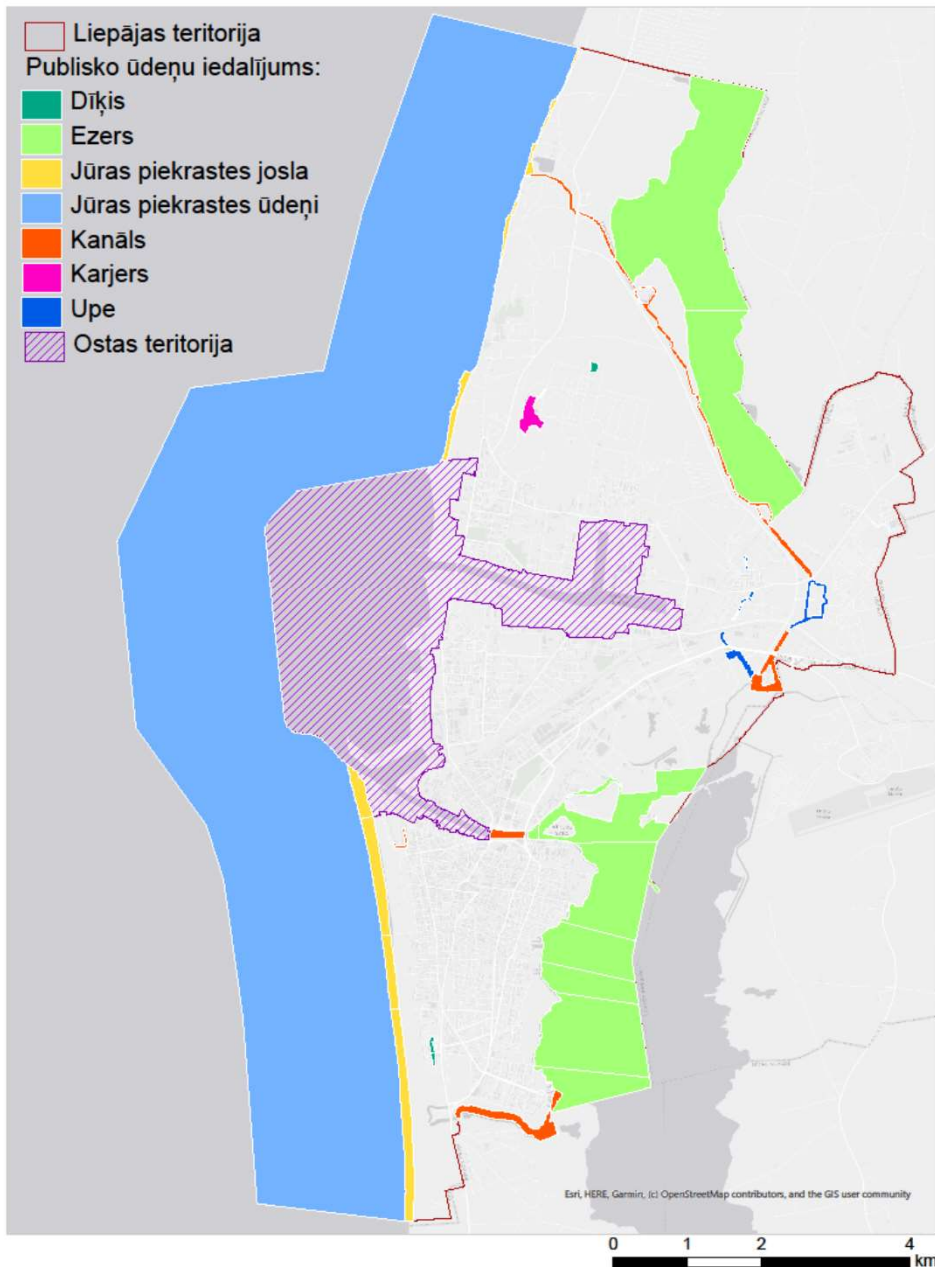 Liepājas teritorija
Publisko ūdeņu iedalījums:
Dīķis
Ezers
Jūras piekrastes josla
Jūras piekrastes ūdeņi
Kanāls
Karjers
Upe
Ostas teritorija
Esri, HERE, Garmin, (c) OpenStreetMap contributors, and the GIS user community
0 1 2 4
km